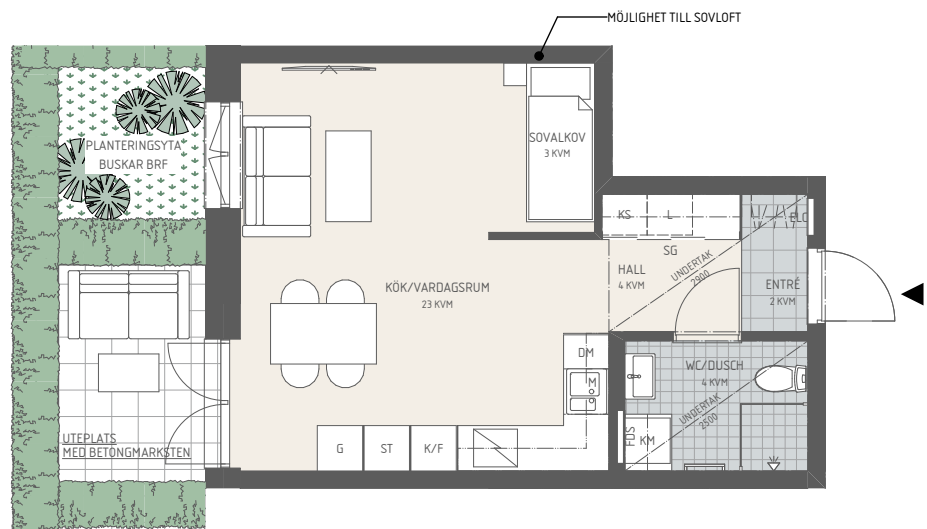 MÖJLIGHET TILL SOVLOFT
SOVALKOV
3 KVM
PLANTERINGSYTA
BUSKAR BRF
KS
L
ELC
SG
HALL
4 KVM
UNDERTAK
2900
ENTRÉ
2 KVM
KÖK/VARDAGSRUM
23 KVM
DM
M
WC/DUSCH
4 KVM
UNDERTAK
2500
FDS
KM
UTEPLATS
MED BETONGMARKSTEN
G
ST
K/F